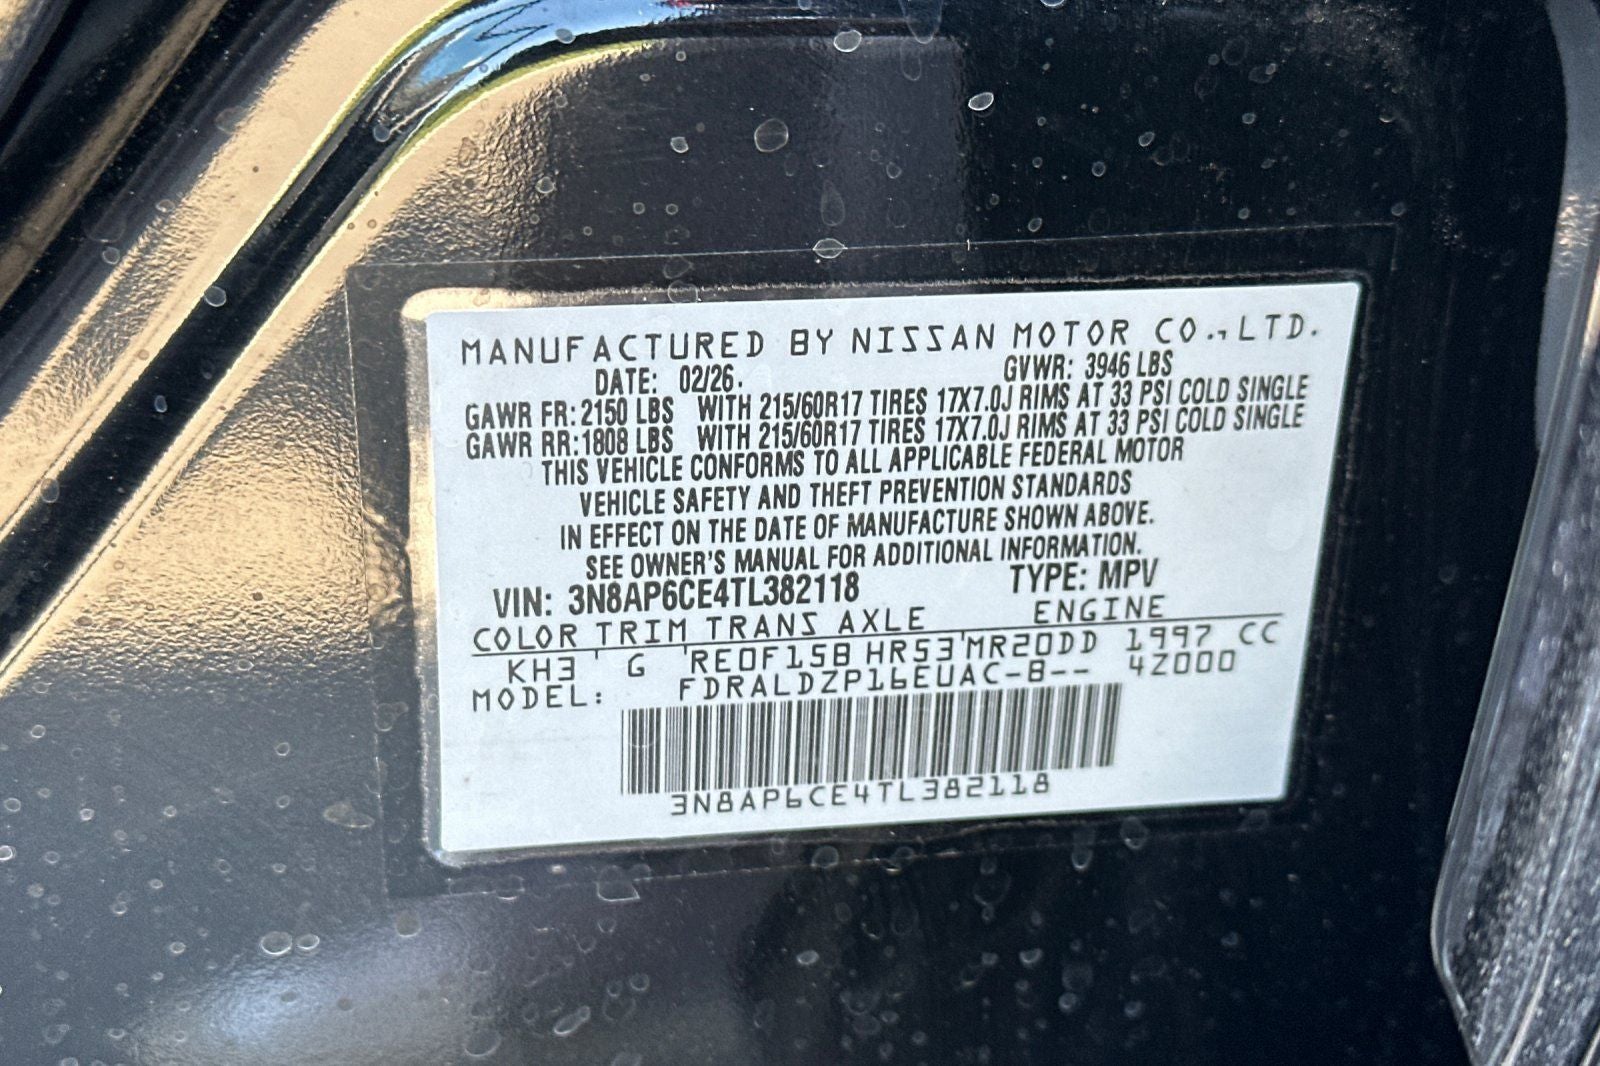 MANUFACTURED BY NISSAN MOTOR CO., LTD.
DATE: 02/26. GVWR: 3946 LBS
GAWR FR: 2150 LBS WITH 215/60R17 TIRES 17X7.0J RIMS AT 33 PSI COLD SINGLE
GAWR RR: 1808 LBS WITH 215/60R17 TIRES 17X7.0J RIMS AT 33 PSI COLD SINGLE
THIS VEHICLE CONFORMS TO ALL APPLICABLE FEDERAL MOTOR
VEHICLE SAFETY AND THEFT PREVENTION STANDARDS
IN EFFECT ON THE DATE OF MANUFACTURE SHOWN ABOVE.
SEE OWNER'S MANUAL FOR ADDITIONAL INFORMATION.
VIN: 3N8AP6CE4TL382118 TYPE: MPV
COLOR TRIM TRANS AXLE ENGINE
KH3 ' G 'RE0F15B HR53'MR20DD 1997 CC
MODEL: FDRALDZP16EUAC-B-- 4Z000
3N8AP6CE4TL382118